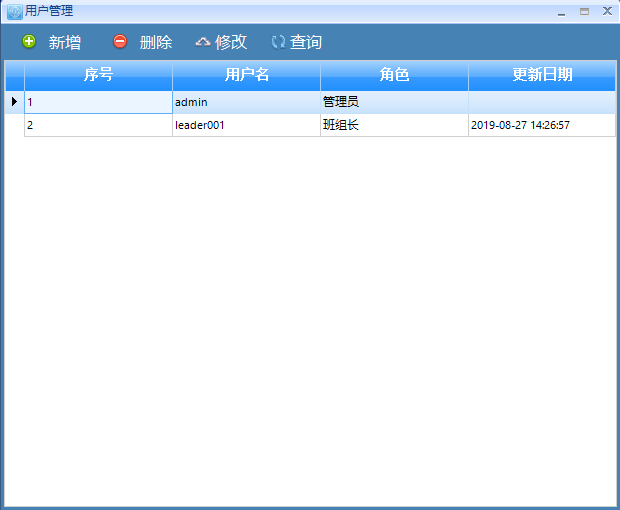 用户管理
新增 删除 修改 查询
序号 用户名 角色 更新日期
1 admin 管理员
2 leader001 班组长 2019-08-27 14:26:57